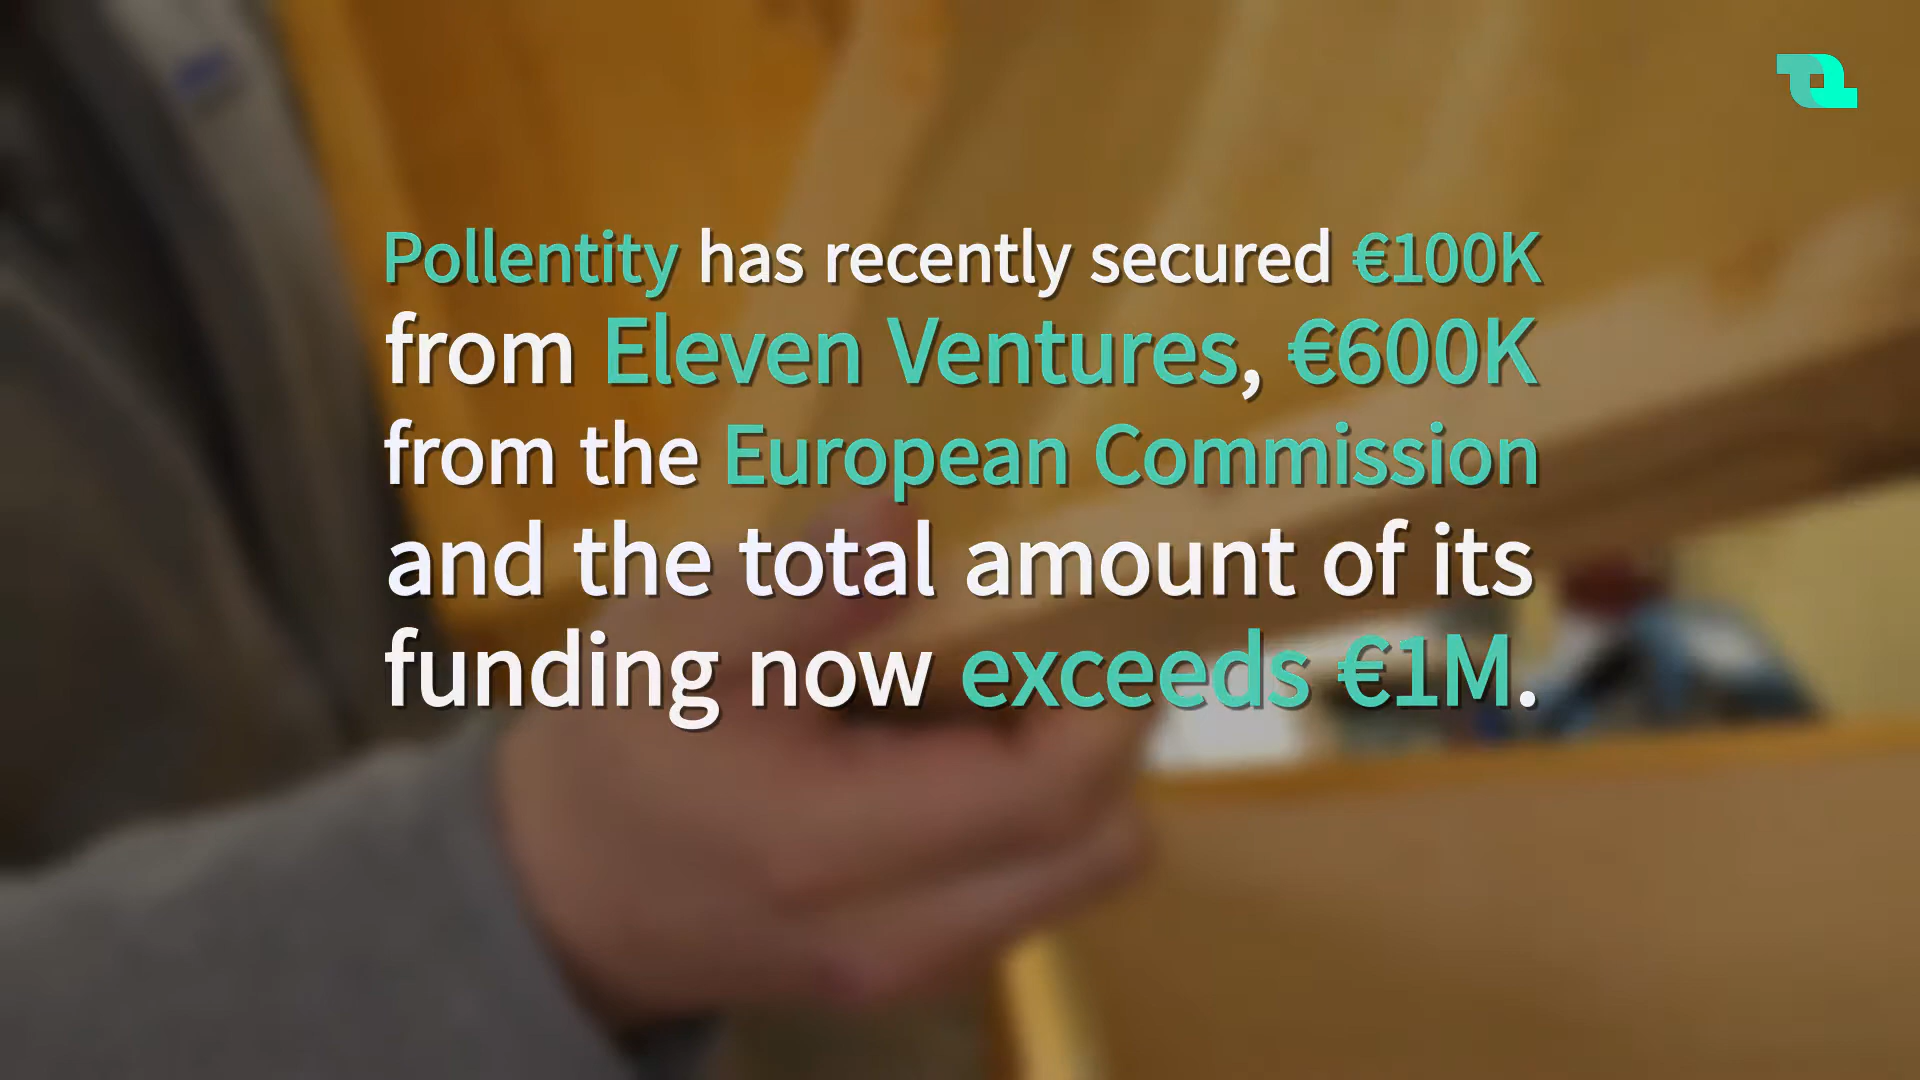 Pollentity has recently secured €100K
from Eleven Ventures, €600K
from the European Commission
and the total amount of its
funding now exceeds €1M.